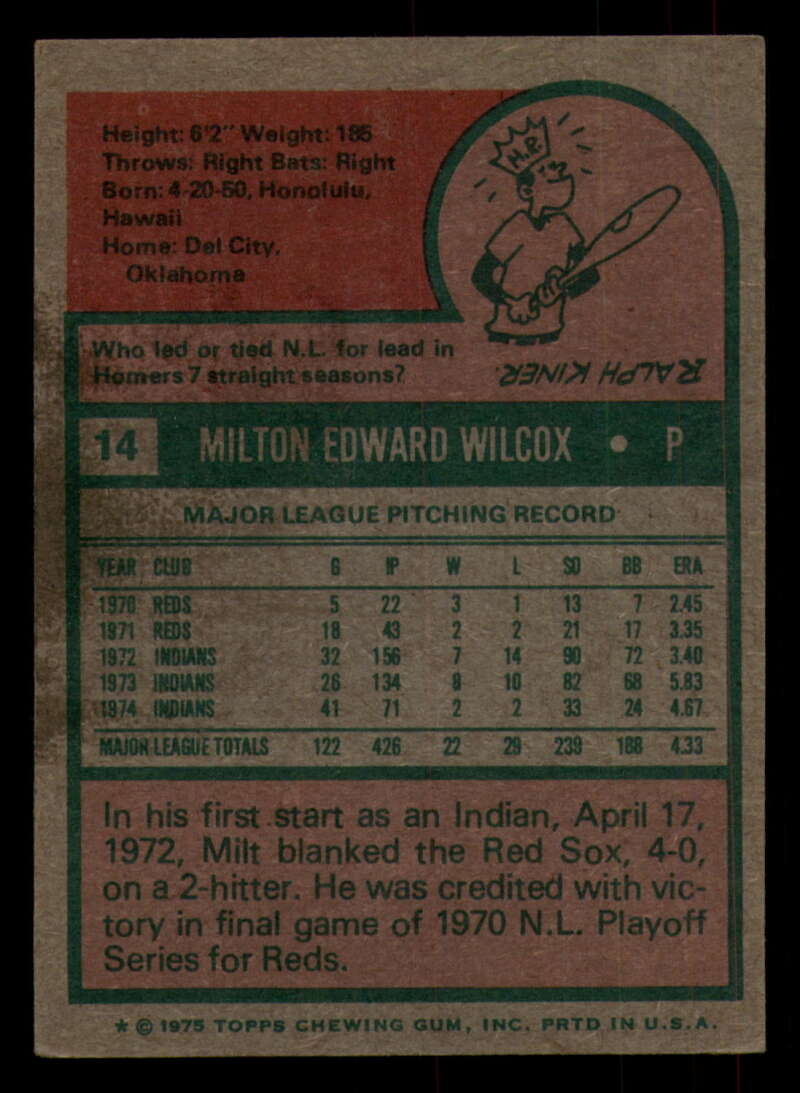 Height: 6'2" Weight: 185
Throws: Right Bats: Right
Born: 4-20-50, Honolulu,
Hawaii
Home: Del City,
Oklahoma
H.R.
Who led or tied N.L. for lead in
Homers 7 straight seasons?
RALPH KINER.
14 MILTON EDWARD WILCOX • P
MAJOR LEAGUE PITCHING RECORD
YEAR CLUB G IP W L SO BB ERA
1970 REDS 5 22 3 1 13 7 2.45
1971 REDS 18 43 2 2 21 17 3.35
1972 INDIANS 32 156 7 14 90 72 3.40
1973 INDIANS 26 134 8 10 82 68 5.83
1974 INDIANS 41 71 2 2 33 24 4.67
MAJOR LEAGUE TOTALS 122 426 22 29 239 188 4.33
In his first start as an Indian, April 17,
1972, Milt blanked the Red Sox, 4-0,
on a 2-hitter. He was credited with vic-
tory in final game of 1970 N.L. Playoff
Series for Reds.
* © 1975 TOPPS CHEWING GUM, INC. PRTD IN U.S.A.